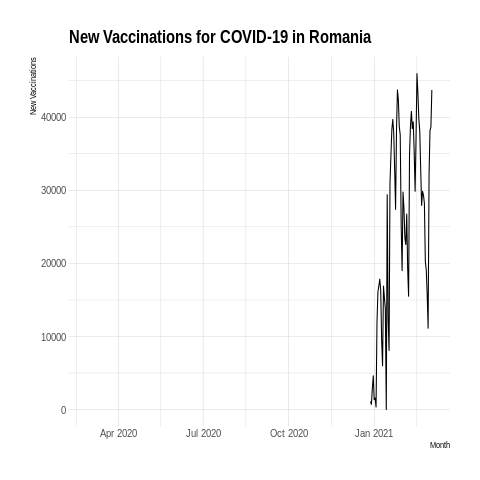 New Vaccinations for COVID-19 in Romania
New Vaccinations
40000
30000
20000
10000
0
Apr 2020 Jul 2020 Oct 2020 Jan 2021
Month